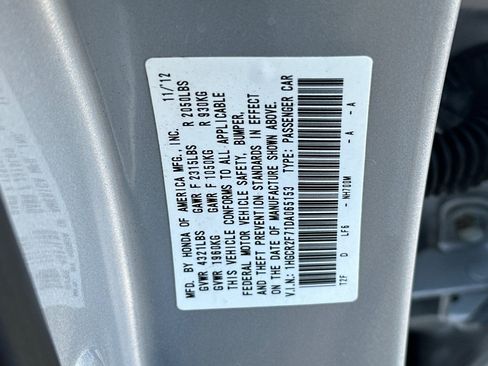 MFD. BY HONDA OF AMERICA MFG., INC. 11/12
GVWR 4321LBS GAWR F 2315LBS R 2050LBS
GVWR 1960KG GAWR F 1050KG R 930KG
THIS VEHICLE CONFORMS TO ALL APPLICABLE
FEDERAL MOTOR VEHICLE SAFETY, BUMPER,
AND THEFT PREVENTION STANDARDS IN EFFECT
ON THE DATE OF MANUFACTURE SHOWN ABOVE.
V.I.N.: 1HGCR2F71DA05153 TYPE: PASSENGER CAR
T2F D LF6 NH700M - A - A